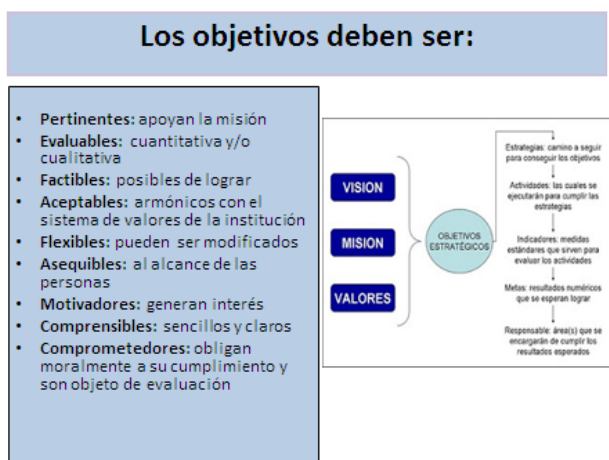 Los objetivos deben ser:
• Pertinentes: apoyan la misión
• Evaluables: cuantitativa y/o
cualitativa
• Factibles: posibles de lograr
• Aceptables: armónicos con el
sistema de valores de la institución
• Flexibles: pueden ser modificados
• Asequibles: al alcance de las
personas
• Motivadores: generan interés
• Comprensibles: sencillos y claros
• Comprometedores: obligan
moralmente a su cumplimiento y
son objeto de evaluación
VISION
MISION
VALORES
OBJETIVOS
ESTRATÉGICOS
Estrategias: camino a seguir
para conseguir los objetivos
Actividades: las cuales se
ejecutarán para cumplir las
estrategias
Indicadores: medidas
estándares que sirven para
evaluar los actividades
Metas: resultados numéricos
que se esperan lograr
Responsable: área(s) que se
encargarán de cumplir los
resultados esperados